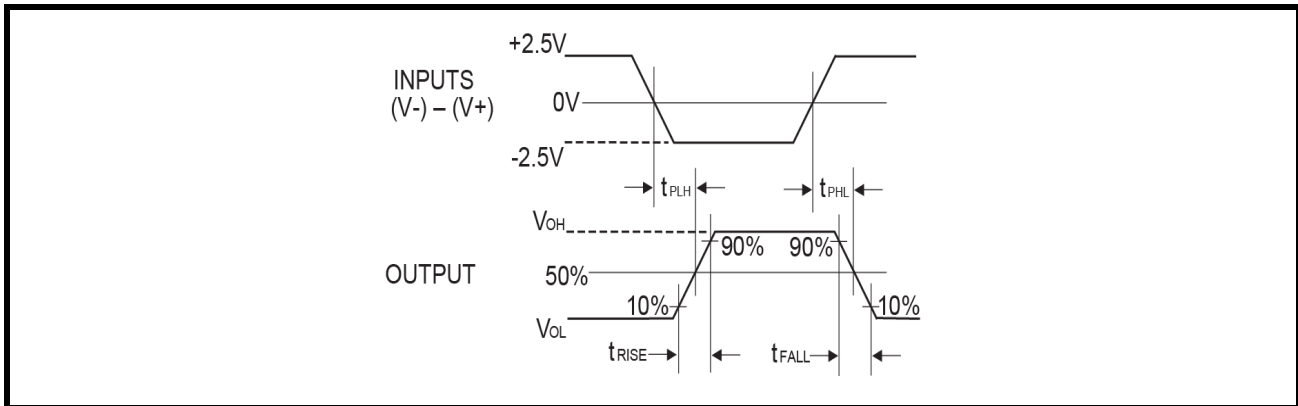 +2.5V
INPUTS
(V-) – (V+)
0V
-2.5V
tPLH
tPHL
VOH
90%
90%
OUTPUT
50%
10%
10%
VOL
tRISE
tFALL